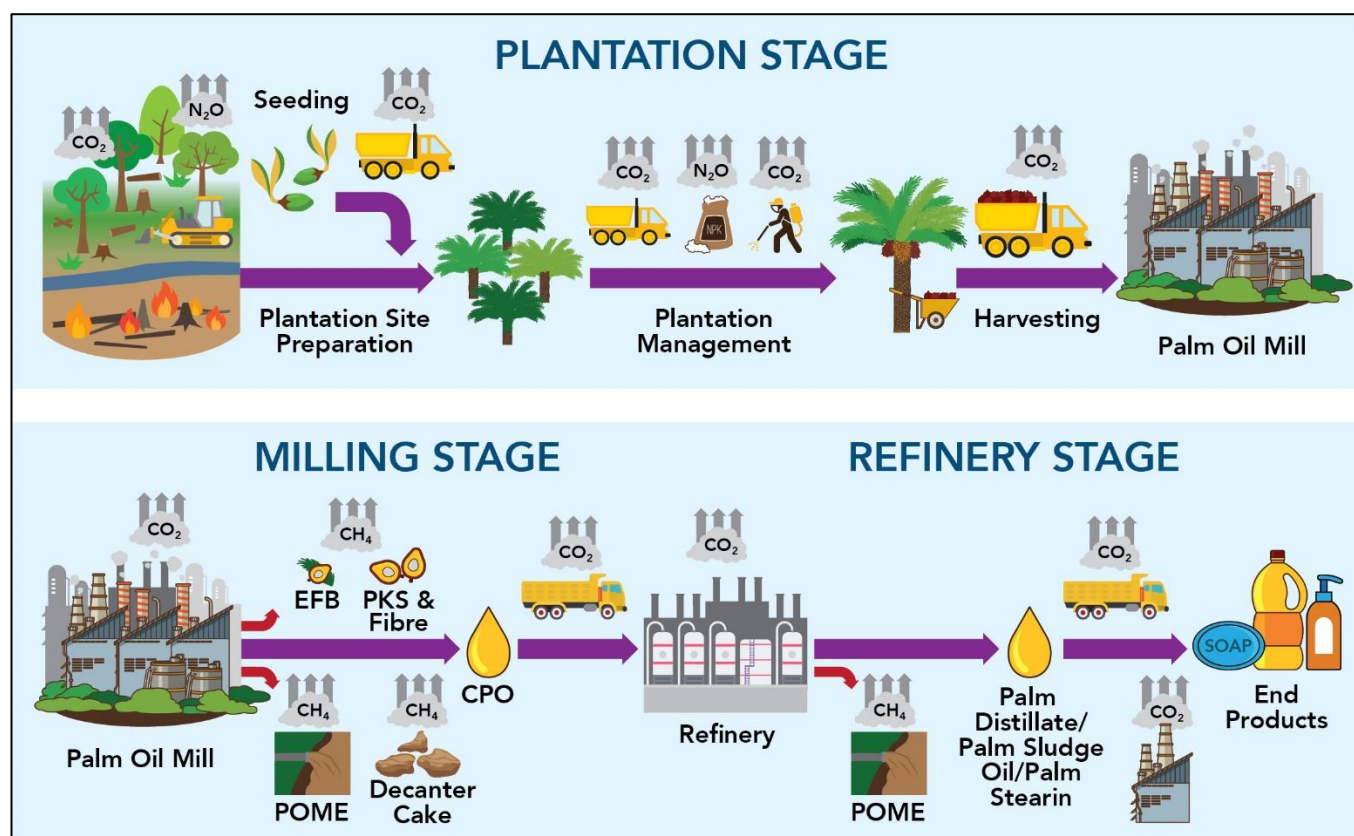 PLANTATION STAGE
CO₂
N₂O
Seeding
CO₂
Plantation Site
Preparation
CO₂
N₂O
CO₂
NPK
Plantation
Management
CO₂
Harvesting
Palm Oil Mill
MILLING STAGE
CO₂
Palm Oil Mill
CH₄
EFB
PKS &
Fibre
CH₄
POME
CH₄
Decanter
Cake
CPO
CO₂
REFINERY STAGE
CO₂
Refinery
CH₄
POME
Palm
Distillate/
Palm Sludge
Oil/Palm
Stearin
CO₂
CO₂
SOAP
End
Products